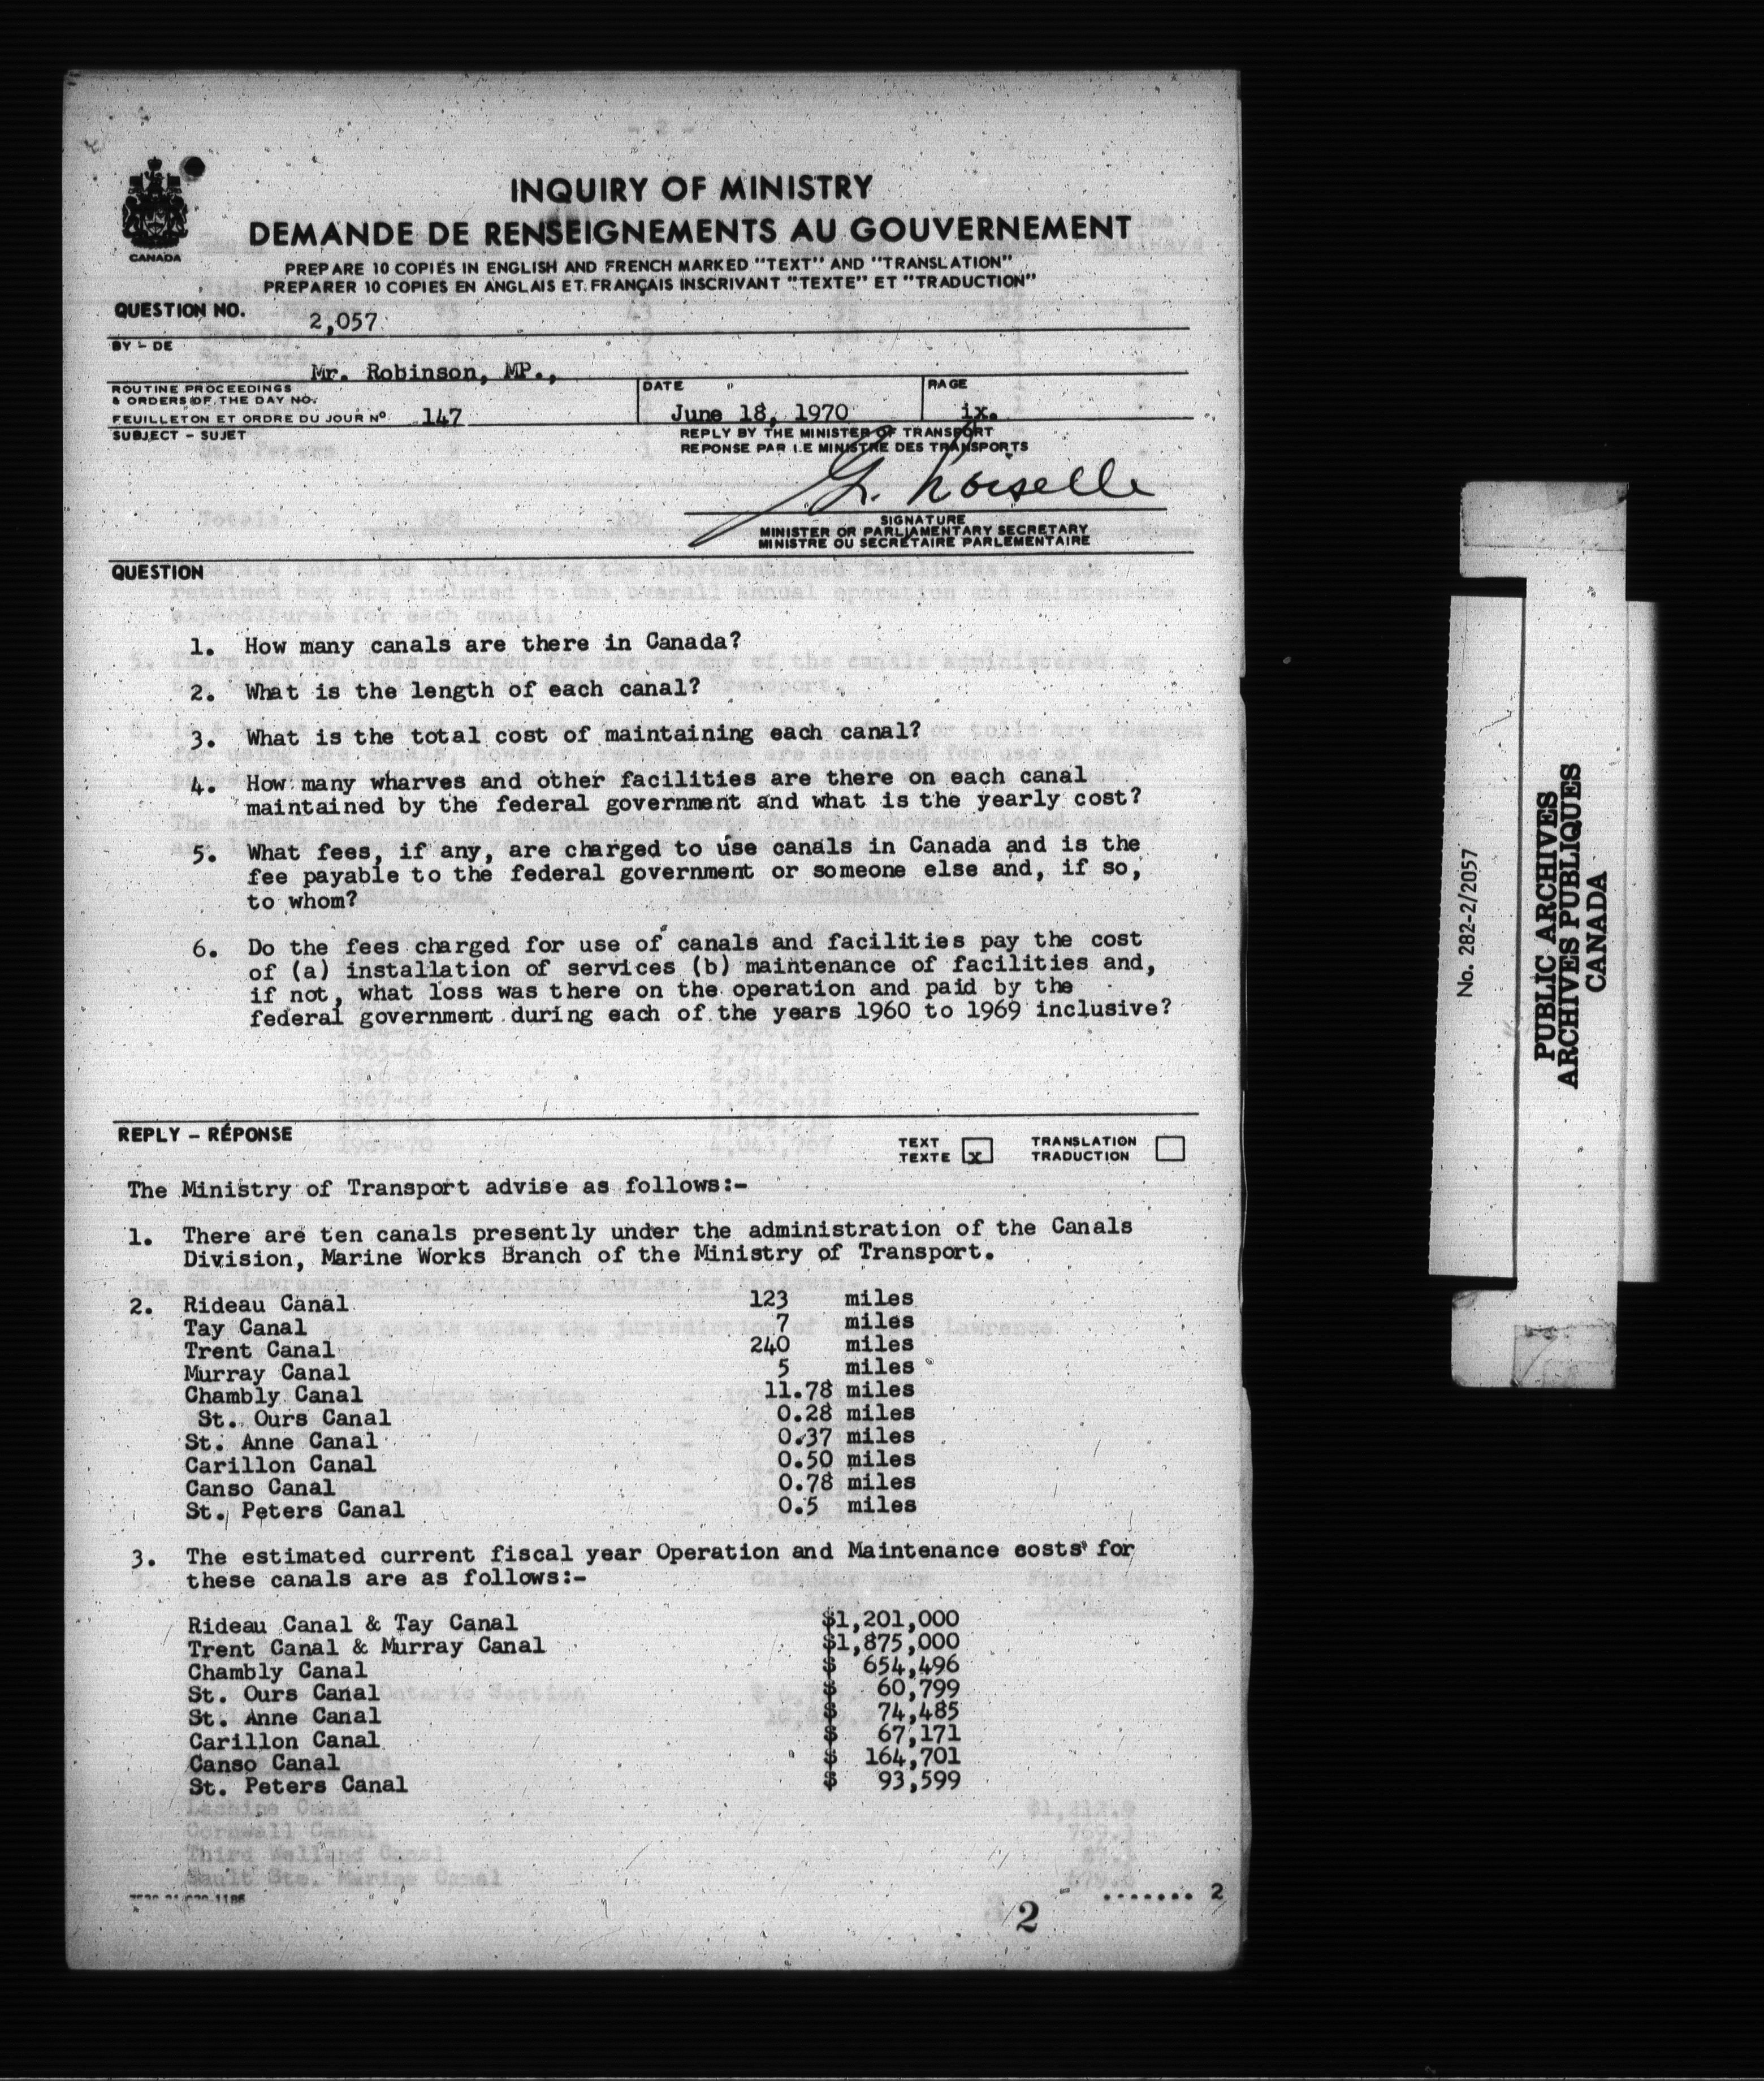 CANADA
INQUIRY OF MINISTRY
DEMANDE DE RENSEIGNEMENTS AU GOUVERNEMENT
PREPARE 10 COPIES IN ENGLISH AND FRENCH MARKED "TEXT" AND "TRANSLATION"
PREPARER 10 COPIES EN ANGLAIS ET FRANÇAIS INSCRIVANT "TEXTE" ET "TRADUCTION"
QUESTION NO.
2,057
BY - DE
Mr. Robinson, MP.,
ROUTINE PROCEEDINGS
& ORDERS OF THE DAY NO.
FEUILLETON ET ORDRE DU JOUR Nº 147
DATE
June 18, 1970
PAGE
ix.
SUBJECT - SUJET
REPLY BY THE MINISTER OF TRANSPORT
REPONSE PAR LE MINISTRE DES TRANSPORTS
SIGNATURE
MINISTER OR PARLIAMENTARY SECRETARY
MINISTRE OU SECRÉTAIRE PARLEMENTAIRE
QUESTION
1. How many canals are there in Canada?
2. What is the length of each canal?
3. What is the total cost of maintaining each canal?
4. How many wharves and other facilities are there on each canal
maintained by the federal government and what is the yearly cost?
5. What fees, if any, are charged to use canals in Canada and is the
fee payable to the federal government or someone else and, if so,
to whom?
6. Do the fees charged for use of canals and facilities pay the cost
of (a) installation of services (b) maintenance of facilities and,
if not, what loss was there on the operation and paid by the
federal government during each of the years 1960 to 1969 inclusive?
REPLY - RÉPONSE
TEXT
TEXTE x
TRANSLATION
TRADUCTION
The Ministry of Transport advise as follows:-
1. There are ten canals presently under the administration of the Canals
Division, Marine Works Branch of the Ministry of Transport.
2. Rideau Canal 123 miles
Tay Canal 7 miles
Trent Canal 240 miles
Murray Canal 5 miles
Chambly Canal 11.78 miles
St. Ours Canal 0.28 miles
St. Anne Canal 0.37 miles
Carillon Canal 0.50 miles
Canso Canal 0.78 miles
St. Peters Canal 0.5 miles
3. The estimated current fiscal year Operation and Maintenance costs for
these canals are as follows:-
Rideau Canal & Tay Canal $1,201,000
Trent Canal & Murray Canal $1,875,000
Chambly Canal $ 654,496
St. Ours Canal $ 60,799
St. Anne Canal $ 74,485
Carillon Canal $ 67,171
Canso Canal $ 164,701
St. Peters Canal $ 93,599
....... 2
2
No. 282-2/2057
PUBLIC ARCHIVES
ARCHIVES PUBLIQUES
CANADA